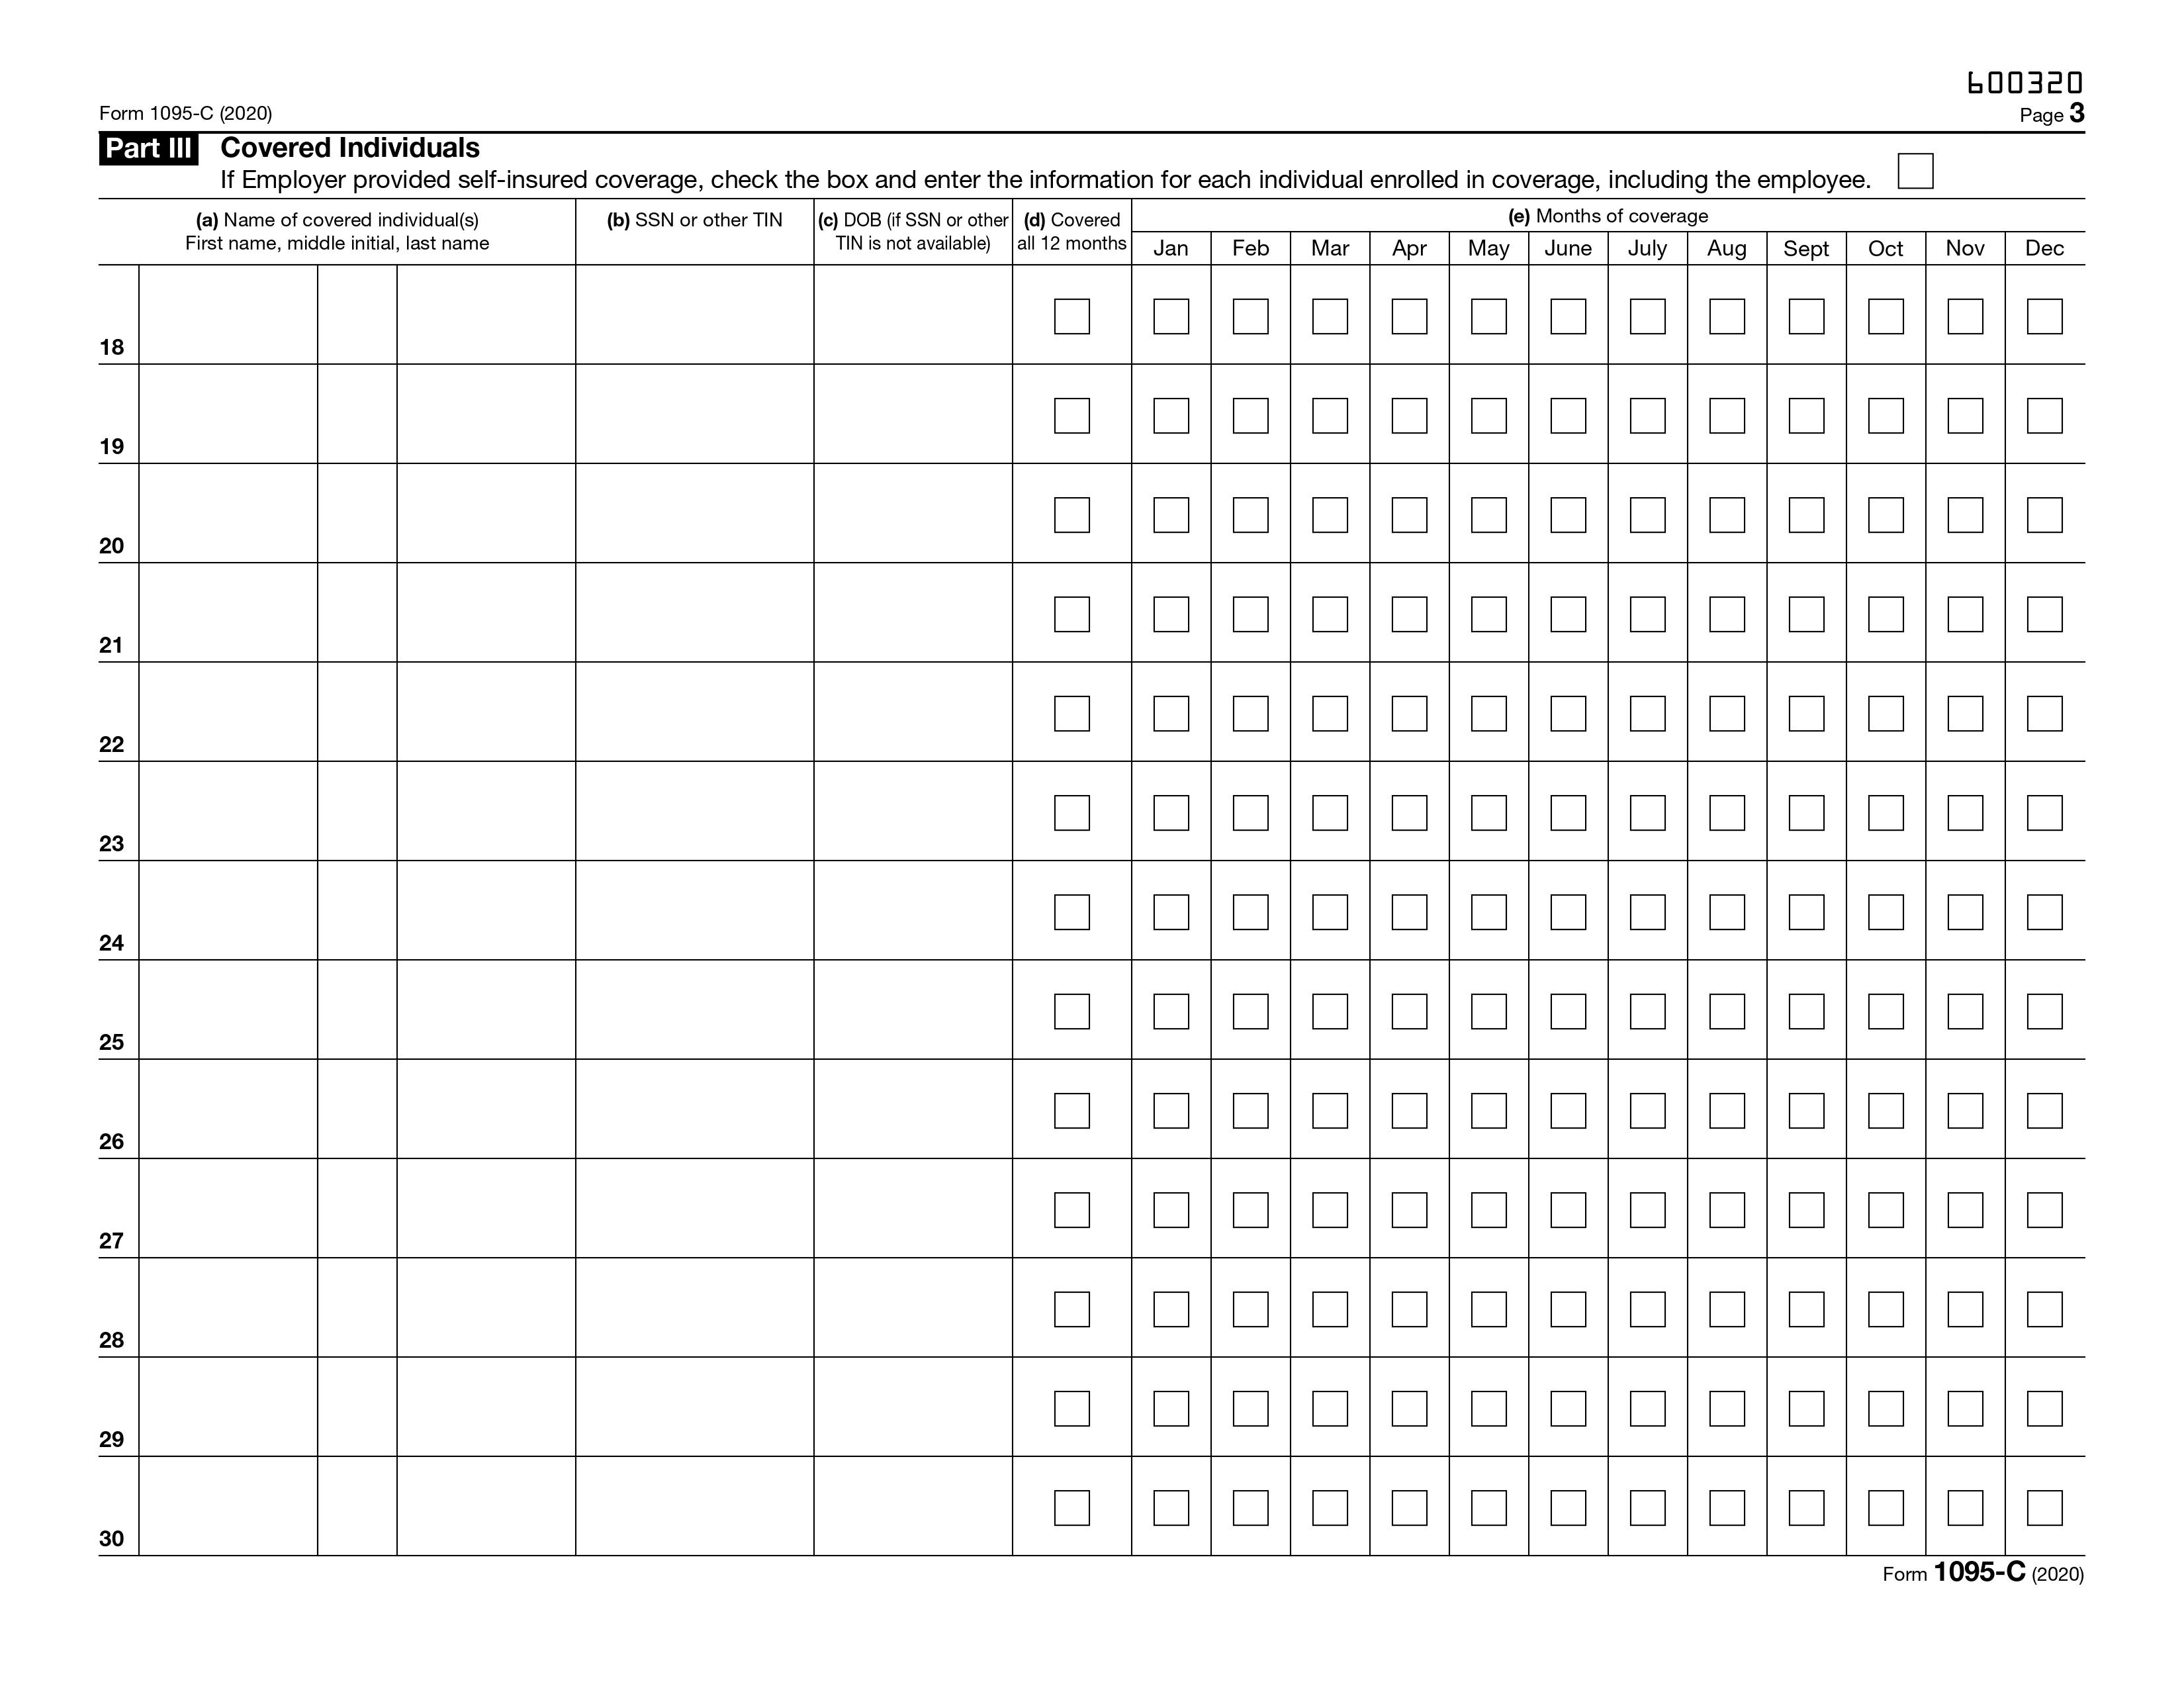 600320
Form 1095-C (2020)
Page 3
Part III Covered Individuals
If Employer provided self-insured coverage, check the box and enter the information for each individual enrolled in coverage, including the employee.
(a) Name of covered individual(s)
First name, middle initial, last name
(b) SSN or other TIN
(c) DOB (if SSN or other
TIN is not available)
(d) Covered
all 12 months
(e) Months of coverage
Jan Feb Mar Apr May June July Aug Sept Oct Nov Dec
18
19
20
21
22
23
24
25
26
27
28
29
30
Form 1095-C (2020)